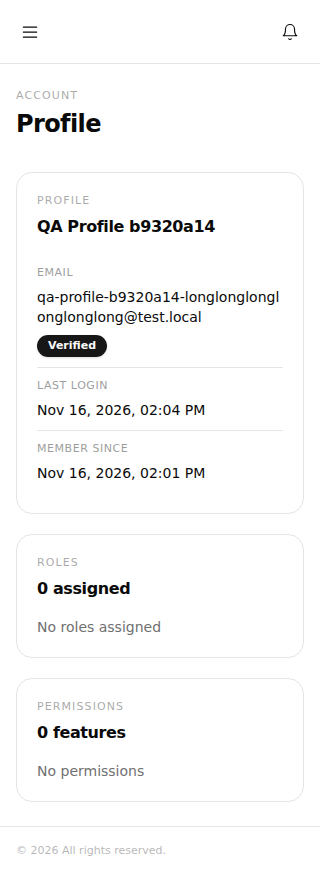 ACCOUNT
Profile
PROFILE
QA Profile b9320a14
EMAIL
qa-profile-b9320a14-longlonglongl
onglonglong@test.local
Verified
LAST LOGIN
Nov 16, 2026, 02:04 PM
MEMBER SINCE
Nov 16, 2026, 02:01 PM
ROLES
0 assigned
No roles assigned
PERMISSIONS
0 features
No permissions
© 2026 All rights reserved.